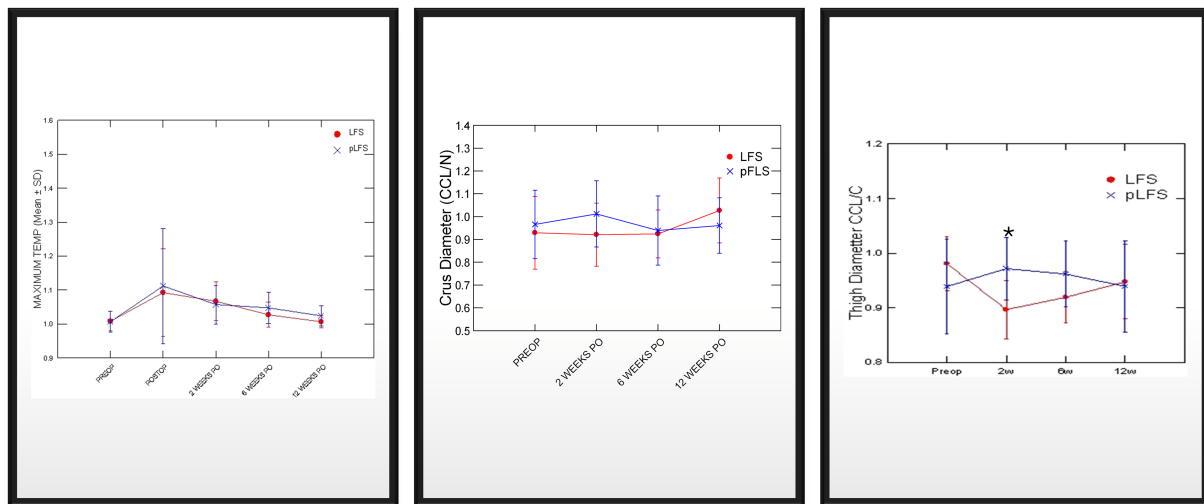 1.6
1.5
1.4
1.3
1.2
1.1
1.0
0.9
MAXIMUM TEMP (Mean ± SD)
LFS
pLFS
PREOP
POSTOP
2 WEEKS PO
6 WEEKS PO
12 WEEKS PO
1.4
1.3
1.2
1.1
1.0
0.9
0.8
0.7
0.6
0.5
Crus Diameter (CCL/N)
LFS
pFLS
PREOP
2 WEEKS PO
6 WEEKS PO
12 WEEKS PO
1.2
1.1
1.0
0.9
0.8
Thigh Diametter CCL/C
LFS
pLFS
*
Preop
2w
6w
12w